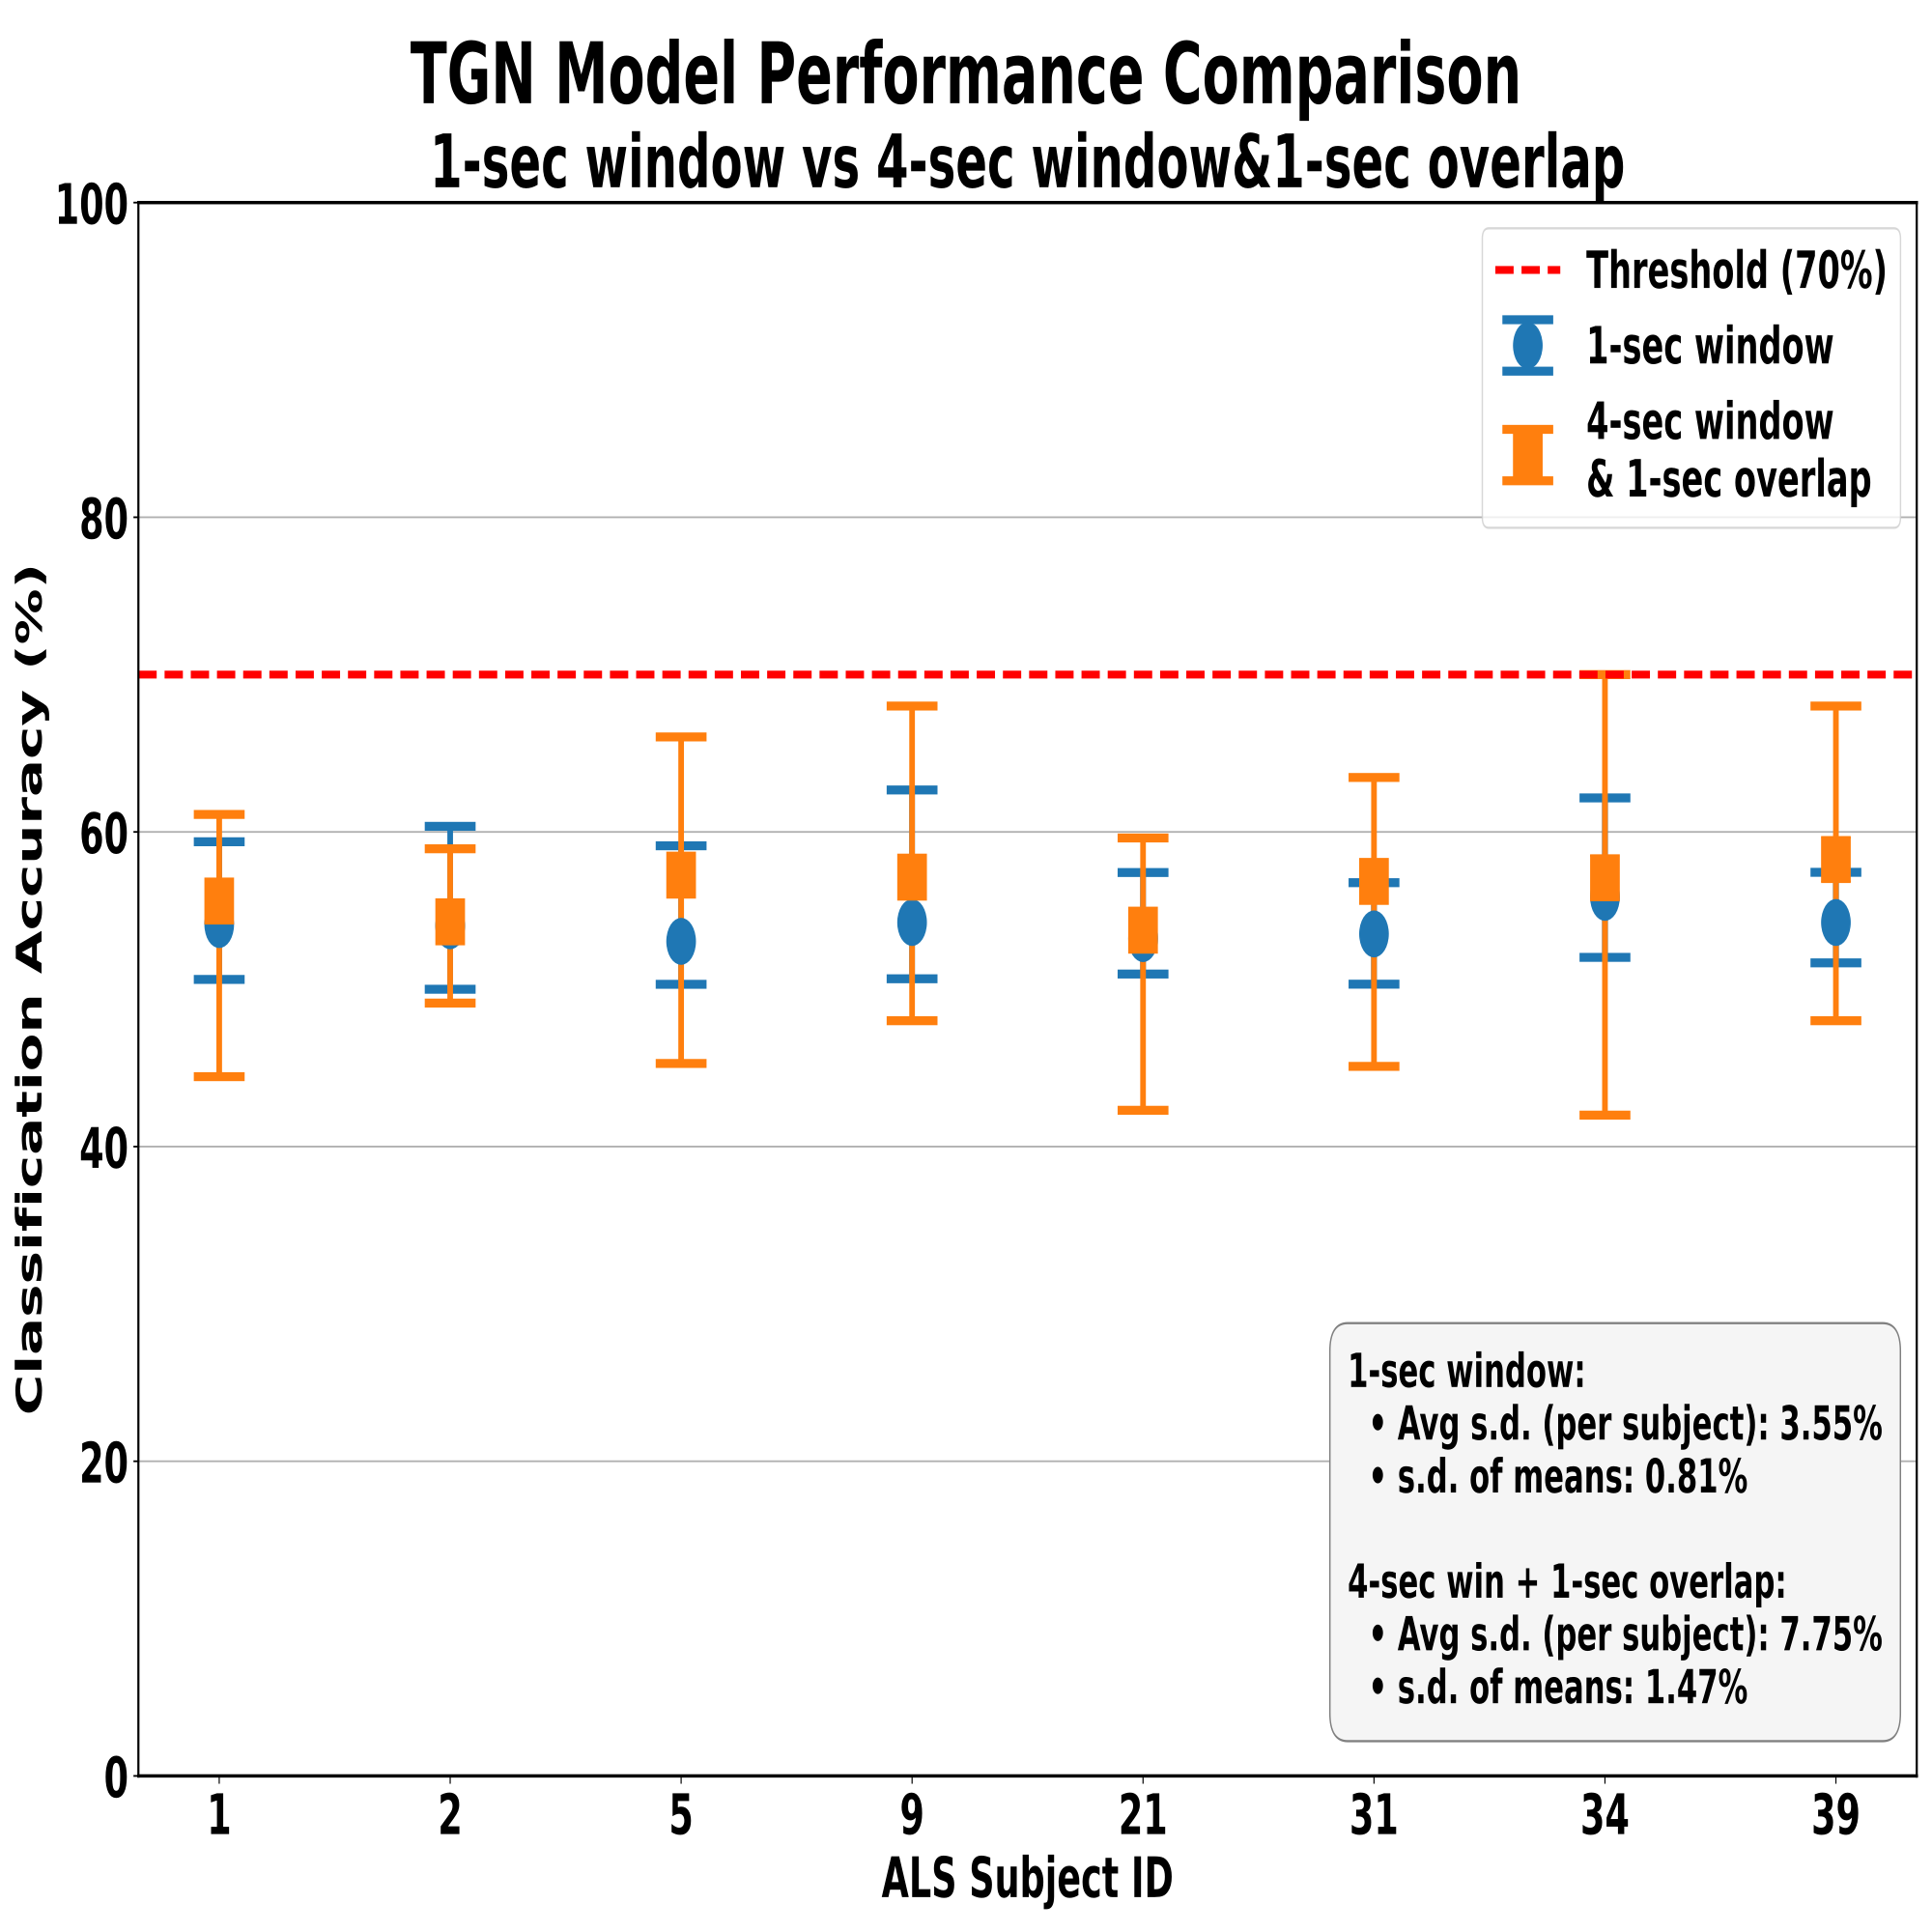 TGN Model Performance Comparison
1-sec window vs 4-sec window&1-sec overlap
Classification Accuracy (%)
100
80
60
40
20
0
Threshold (70%)
1-sec window
4-sec window
& 1-sec overlap
1-sec window:
• Avg s.d. (per subject): 3.55%
• s.d. of means: 0.81%
4-sec win + 1-sec overlap:
• Avg s.d. (per subject): 7.75%
• s.d. of means: 1.47%
1 2 5 9 21 31 34 39
ALS Subject ID